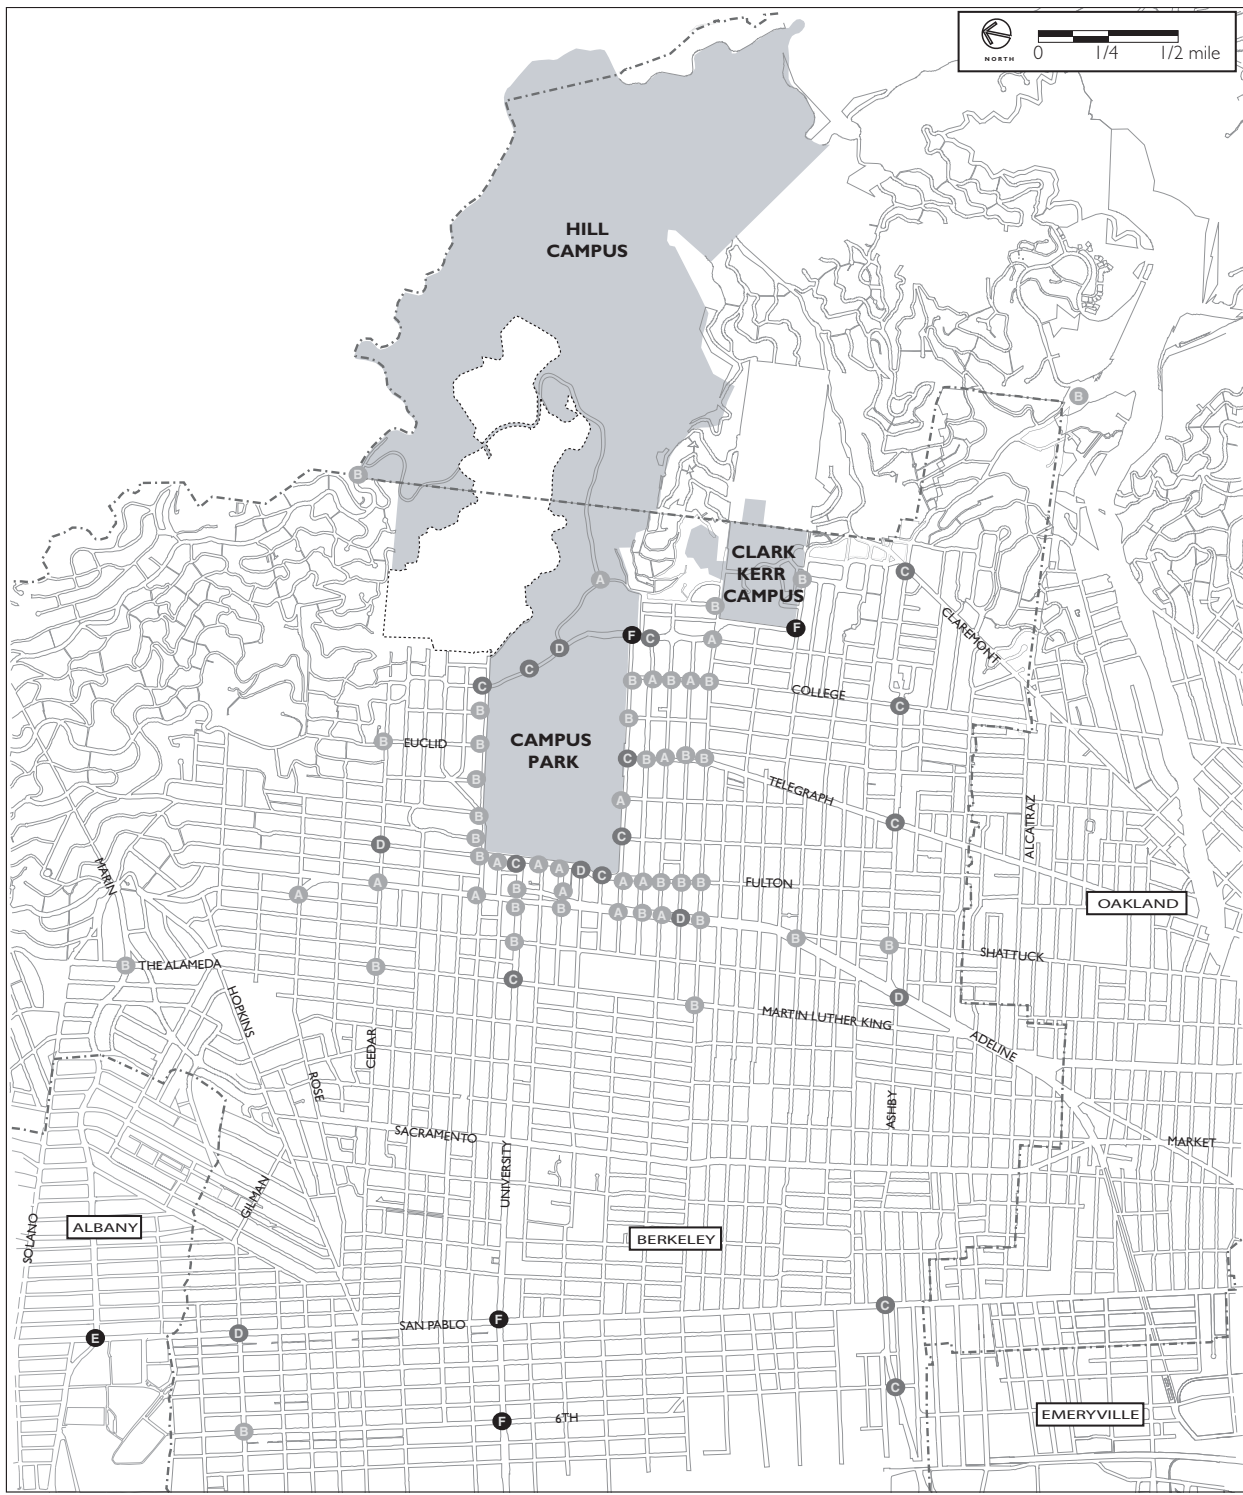 NORTH
0 1/4 1/2 mile
HILL
CAMPUS
B
B
CLARK
KERR
CAMPUS
C
A
B
B
F
F C
A
D
CLAREMONT
C
C
B A B A B
COLLEGE
C
B
B
CAMPUS
PARK
B
EUCLID
B
C B A B B
TELEGRAPH
B
A
ALCATRAZ
B
C
C
B
D
MARIN
B A C A A D C
A
A A B B B
FULTON
A
A
B
A
OAKLAND
B
B
A B A D B
B
B
B
SHATTUCK
B
THE ALAMEDA
B
C
HOPKINS
B
MARTIN LUTHER KING
D
ADELINE
CEDAR
ROSE
ASHBY
SACRAMENTO
MARKET
UNIVERSITY
GILMAN
SOLANO
ALBANY
BERKELEY
C
SAN PABLO
F
E
D
C
F
6TH
B
EMERYVILLE